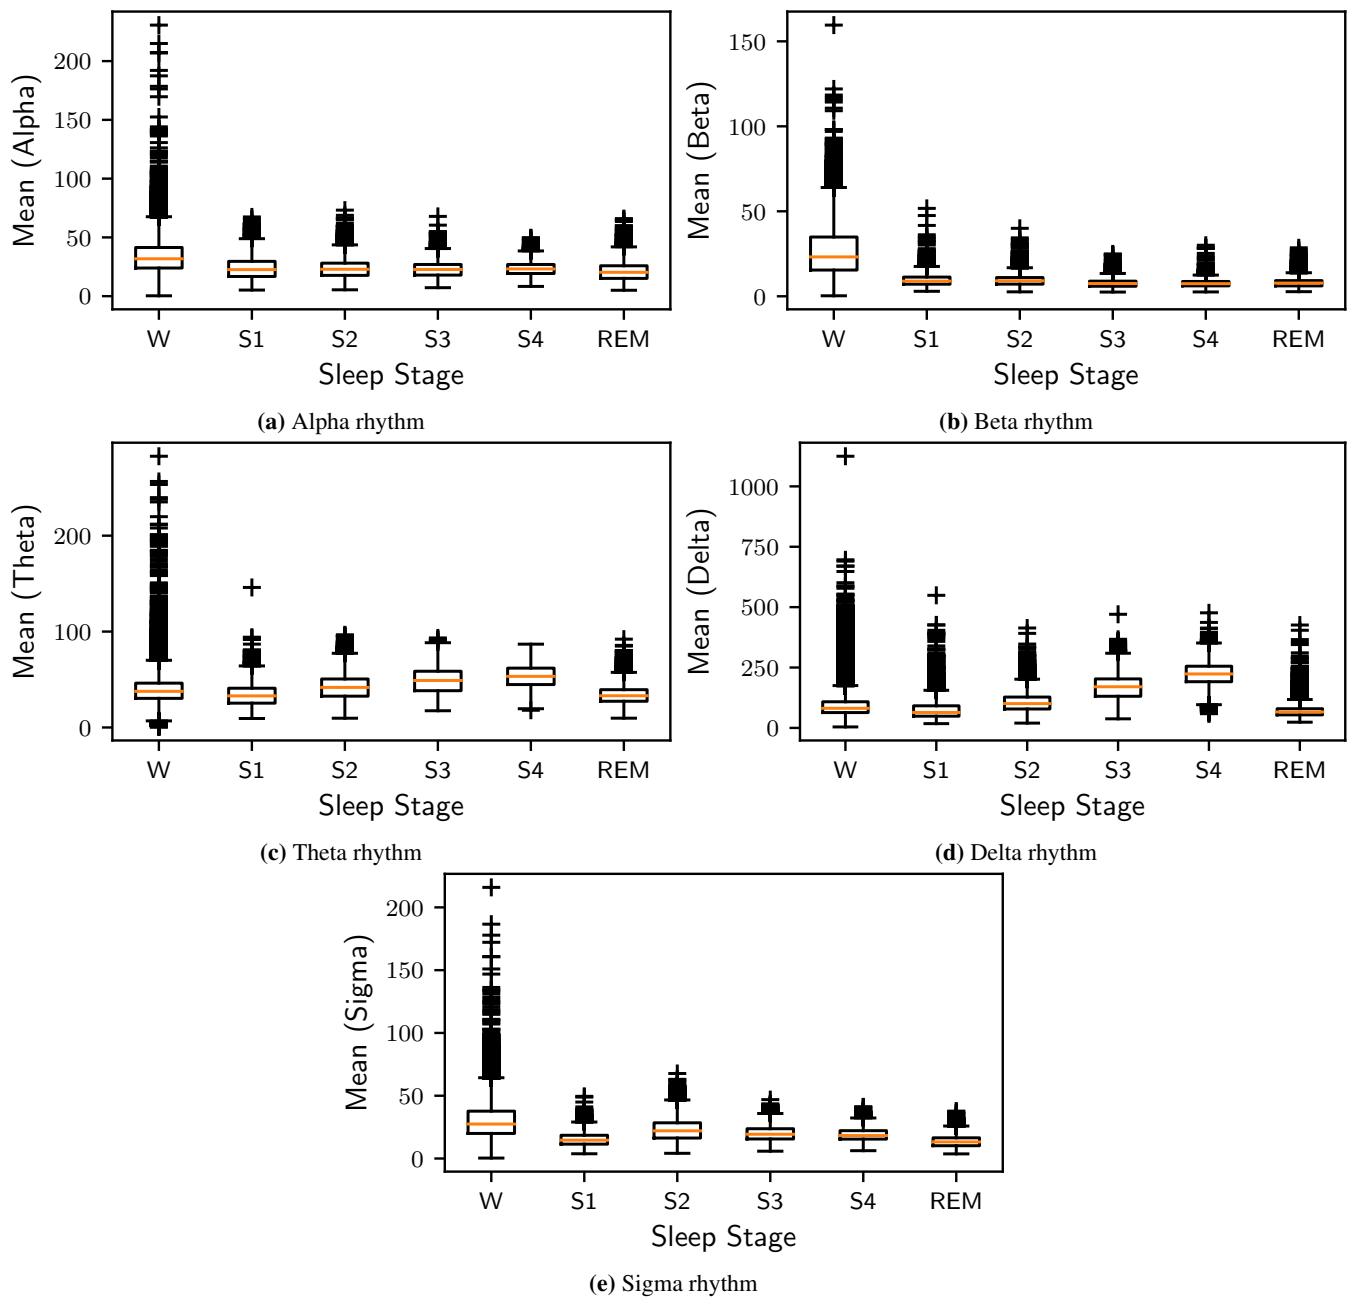 Mean (Alpha)
200
150
100
50
0
W S1 S2 S3 S4 REM
Sleep Stage
(a) Alpha rhythm
Mean (Beta)
150
100
50
0
W S1 S2 S3 S4 REM
Sleep Stage
(b) Beta rhythm
Mean (Theta)
200
100
0
W S1 S2 S3 S4 REM
Sleep Stage
(c) Theta rhythm
Mean (Delta)
1000
750
500
250
0
W S1 S2 S3 S4 REM
Sleep Stage
(d) Delta rhythm
Mean (Sigma)
200
150
100
50
0
W S1 S2 S3 S4 REM
Sleep Stage
(e) Sigma rhythm